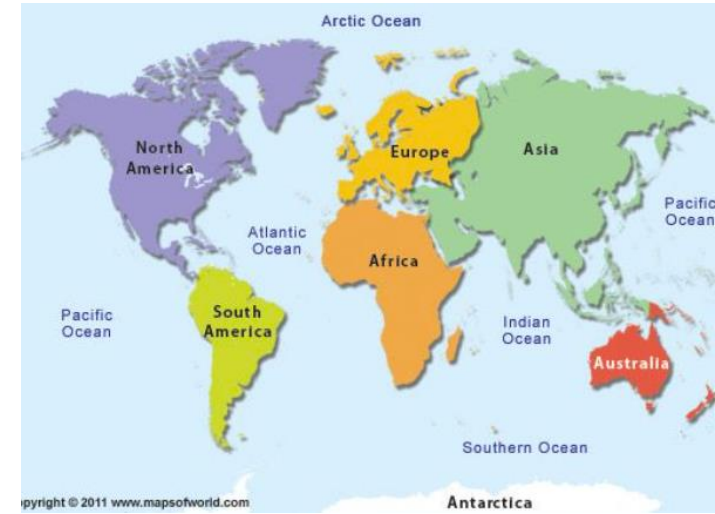 Arctic Ocean
North
America
Europe
Asia
Pacific
Ocean
Atlantic
Ocean
Africa
Pacific
Ocean
South
America
Indian
Ocean
Australia
Southern Ocean
pyright © 2011 www.mapsofworld.com
Antarctica